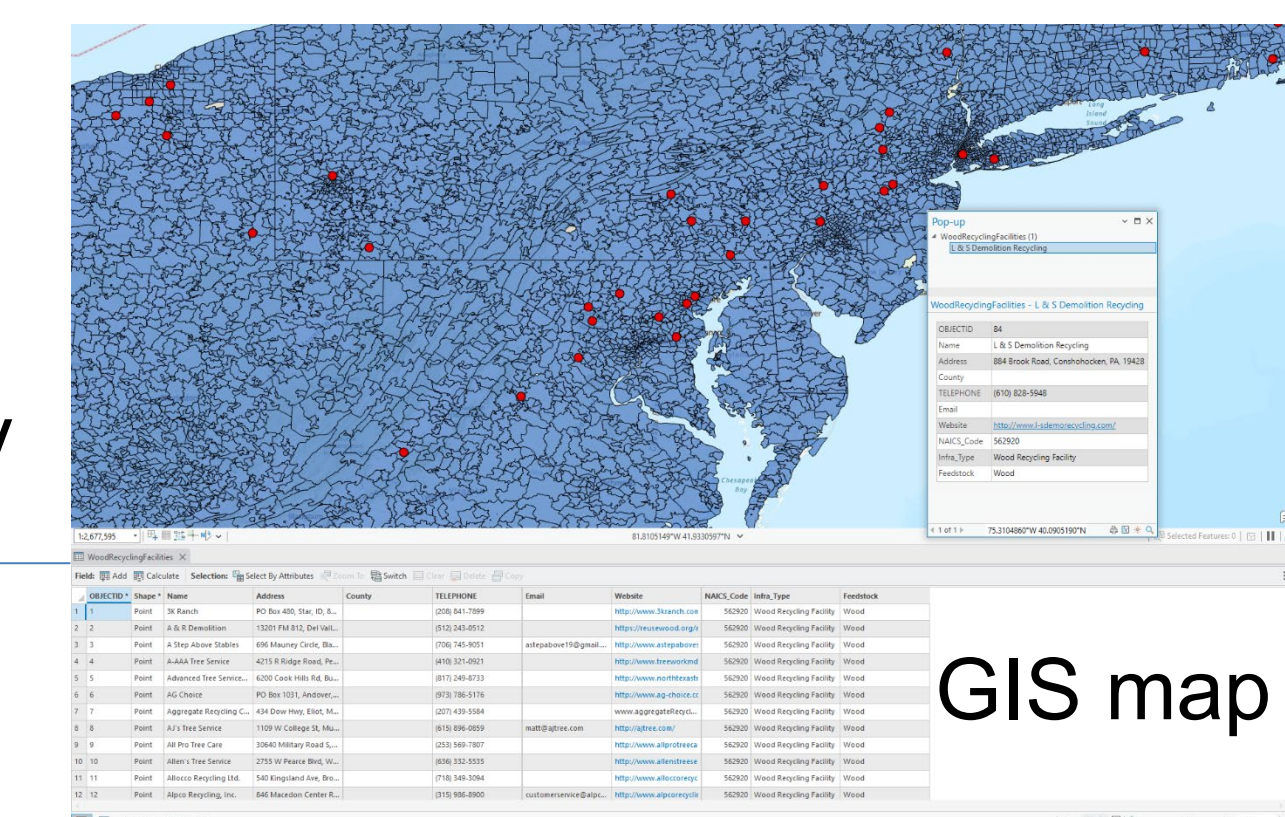 Long
Island
Sound
Chesapeake
Bay
Pop-up
WoodRecyclingFacilities (1)
L & S Demolition Recycling
WoodRecyclingFacilities - L & S Demolition Recycling
OBJECTID 84
Name L & S Demolition Recycling
Address 884 Brook Road, Conshohocken, PA, 19428
County
TELEPHONE (610) 828-5948
Email
Website http://www.l-sdemorecycling.com/
NAICS_Code 562920
Infra_Type Wood Recycling Facility
Feedstock Wood
1 of 1 75.3104860°W 40.0905190°N
y
1:2,677,595 81.8105149°W 41.9330597°N Selected Features: 0
WoodRecyclingFacilities
Field: Add Calculate Selection: Select By Attributes Zoom To Switch Clear Delete Copy
OBJECTID * Shape * Name Address County TELEPHONE Email Website NAICS_Code Infra_Type Feedstock
1 1 Point 3K Ranch PO Box 480, Star, ID, 8... (208) 841-7899 http://www.3kranch.com 562920 Wood Recycling Facility Wood
2 2 Point A & R Demolition 13201 FM 812, Del Vall... (512) 243-0512 https://reusewood.org/r 562920 Wood Recycling Facility Wood
3 3 Point A Step Above Stables 696 Mauney Circle, Bla... (706) 745-9051 astepabove19@gmail.... http://www.astepabove 562920 Wood Recycling Facility Wood
4 4 Point A-AAA Tree Service 4215 R Ridge Road, Pe... (410) 321-0921 http://www.treeworkmd 562920 Wood Recycling Facility Wood
5 5 Point Advanced Tree Service... 6200 Cook Hills Rd, Bu... (817) 249-8733 http://www.northtexast 562920 Wood Recycling Facility Wood
6 6 Point AG Choice PO Box 1031, Andover,... (973) 786-5176 http://www.ag-choice.cc 562920 Wood Recycling Facility Wood
7 7 Point Aggregate Recycling C... 434 Dow Hwy, Eliot, M... (207) 439-5584 www.aggregateRecycl... 562920 Wood Recycling Facility Wood
8 8 Point AJ's Tree Service 1109 W College St, Mu... (615) 896-0859 matt@ajtree.com http://ajtree.com/ 562920 Wood Recycling Facility Wood
9 9 Point All Pro Tree Care 30640 Military Road S,... (253) 569-7807 http://www.allprotreeca 562920 Wood Recycling Facility Wood
10 10 Point Allen's Tree Service 2755 W Pearce Blvd, W... (636) 332-5535 http://www.allenstreese 562920 Wood Recycling Facility Wood
11 11 Point Allocco Recycling Ltd. 540 Kingsland Ave, Bro... (718) 349-3094 http://www.alloccorecyc 562920 Wood Recycling Facility Wood
12 12 Point Alpco Recycling, Inc. 846 Macedon Center R... (315) 986-8900 customerservice@alpc... http://www.alpcorecyclir 562920 Wood Recycling Facility Wood
GIS map